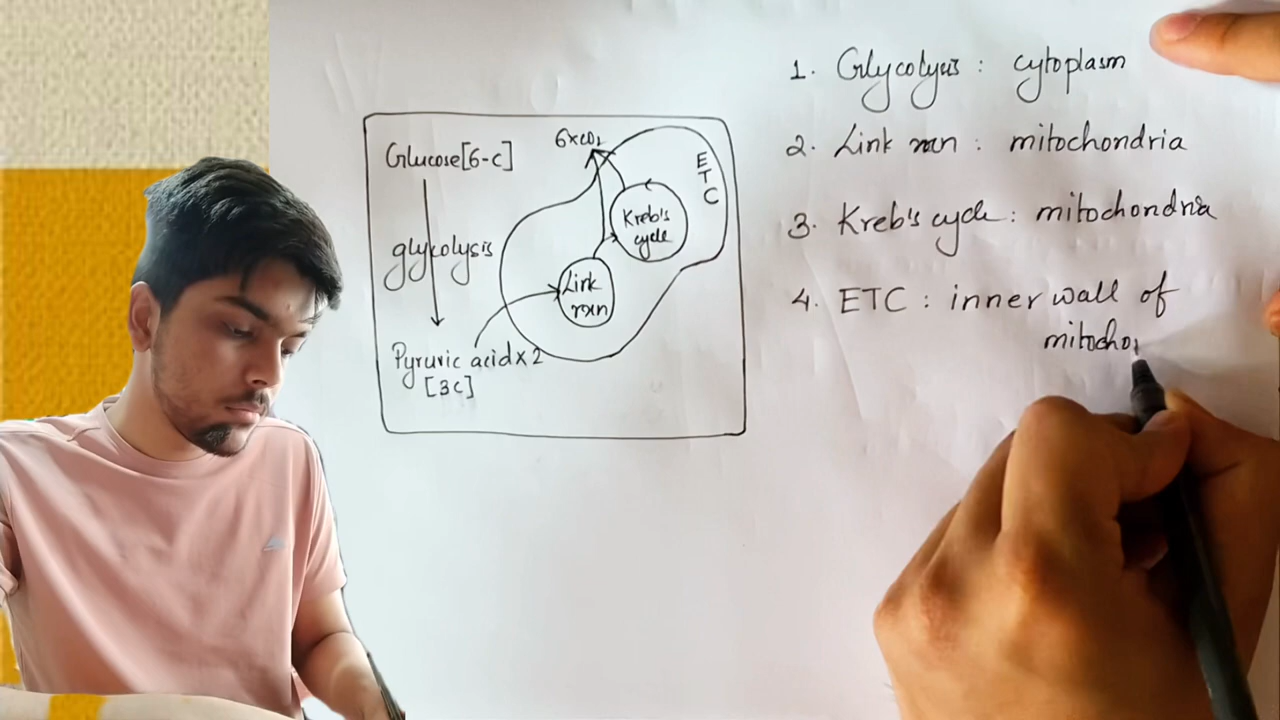 Glucose[6-C]
glycolysis
Pyruvic acid x 2
[3C]
6xCO₂
E
T
C
Kreb's
cycle
Link
rxn
1. Glycolysis : cytoplasm
2. Link rxn : mitochondria
3. Kreb's cycle : mitochondria
4. ETC : inner wall of
mitocho